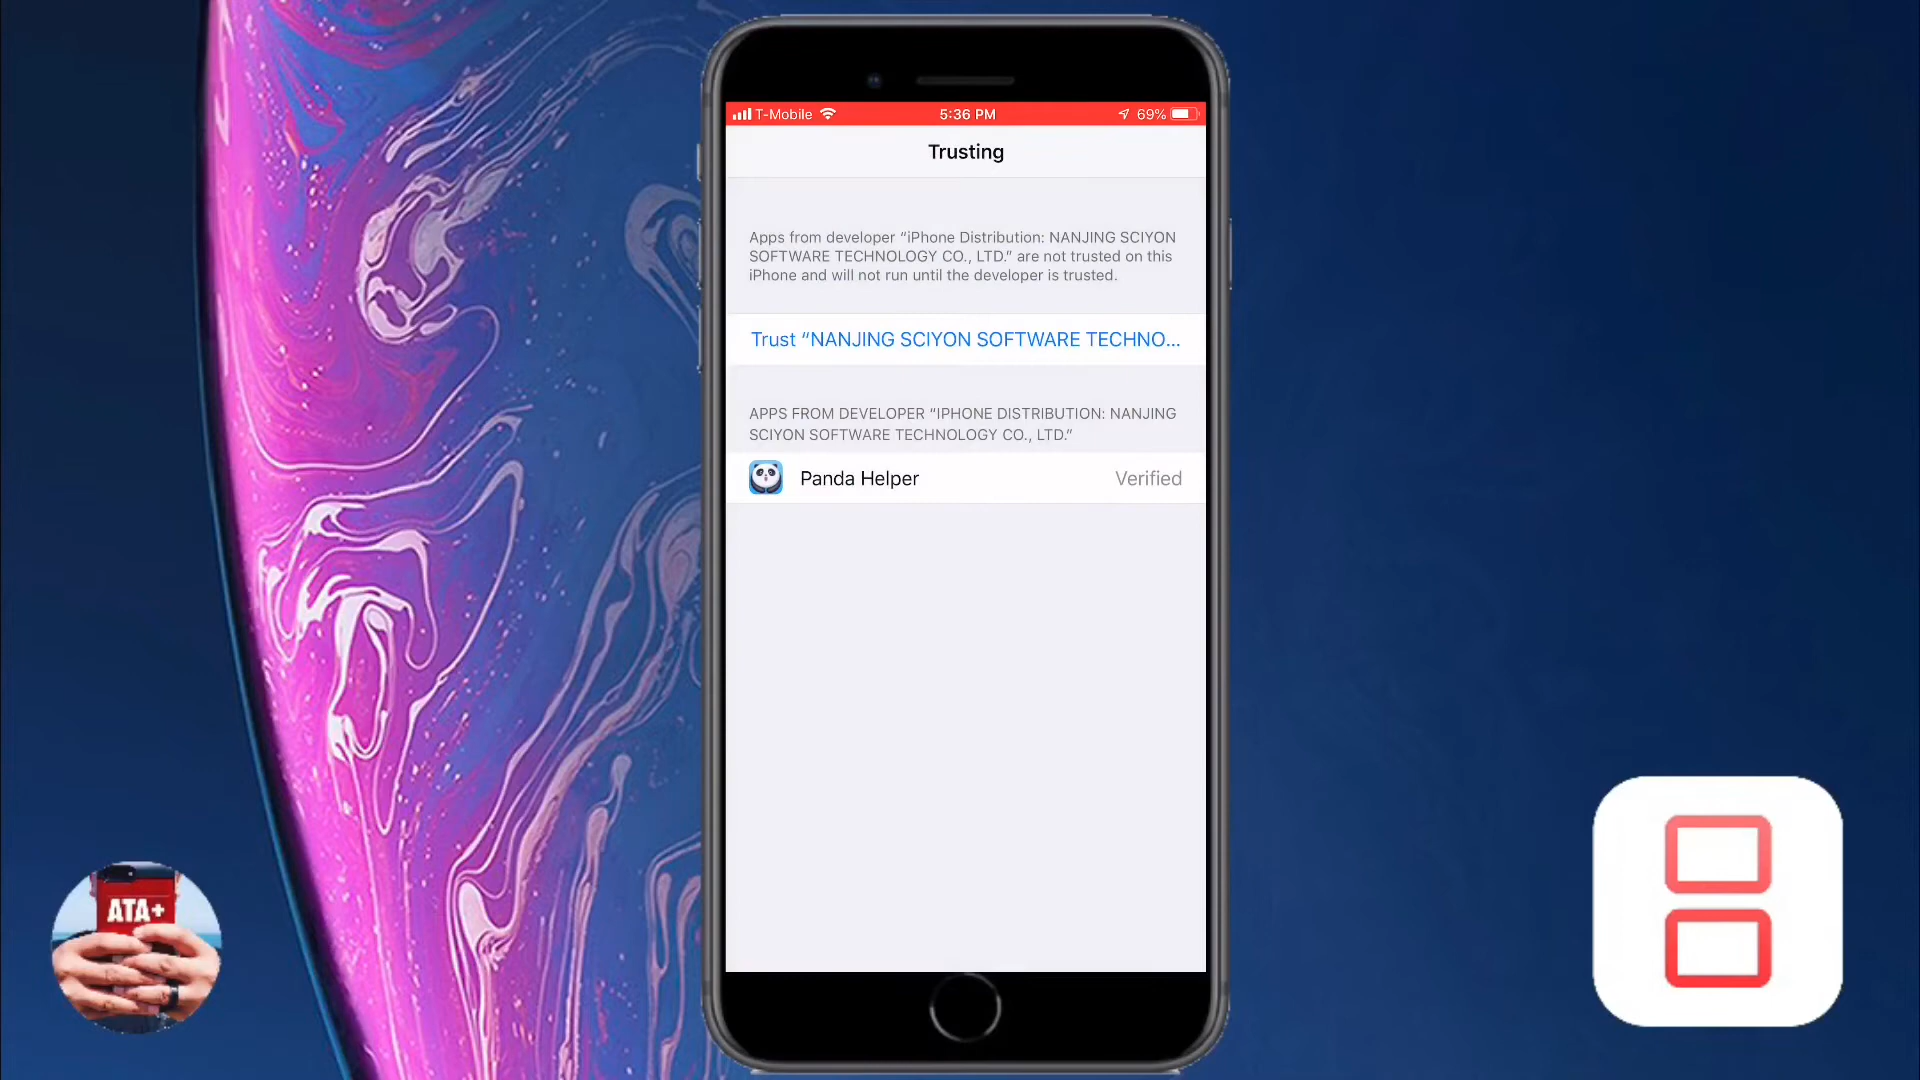 T-Mobile 5:36 PM 69%
Trusting
Apps from developer “iPhone Distribution: NANJING SCIYON
SOFTWARE TECHNOLOGY CO., LTD.” are not trusted on this
iPhone and will not run until the developer is trusted.
Trust “NANJING SCIYON SOFTWARE TECHNO...
APPS FROM DEVELOPER “IPHONE DISTRIBUTION: NANJING
SCIYON SOFTWARE TECHNOLOGY CO., LTD.”
Panda Helper Verified
ATA+